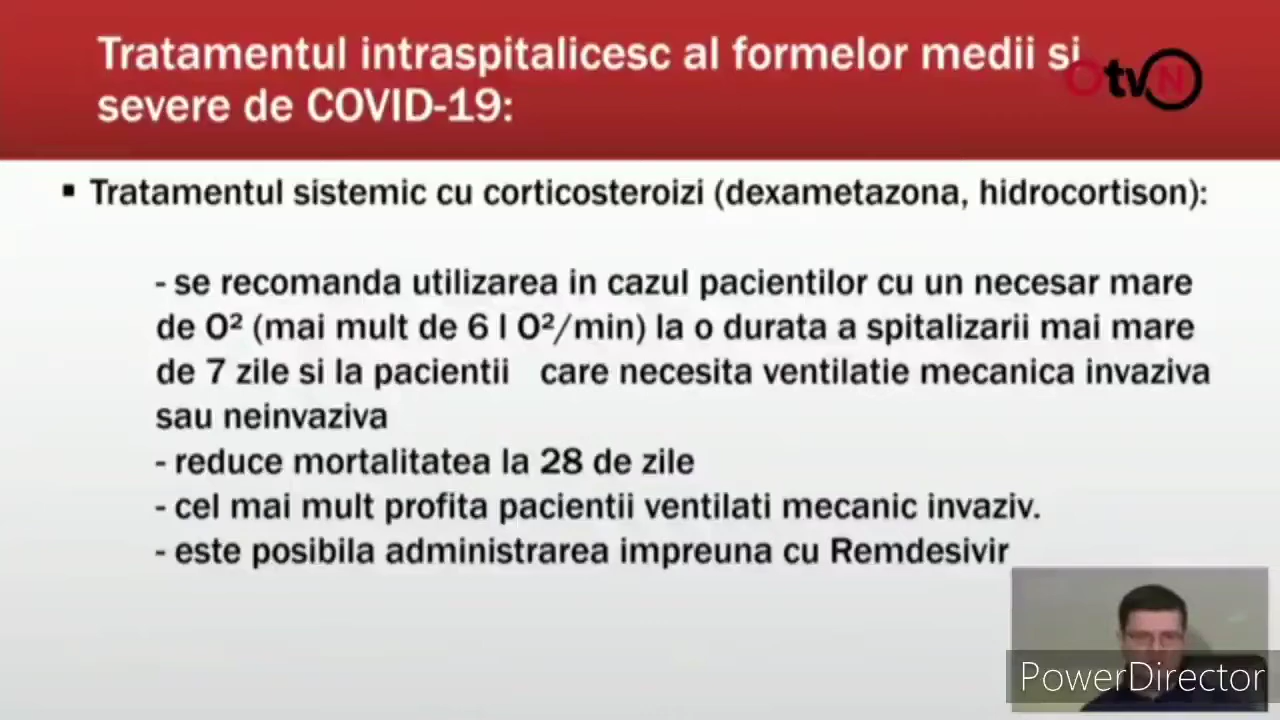 Tratamentul intraspitalicesc al formelor medii si
severe de COVID-19:
OtvN
▪ Tratamentul sistemic cu corticosteroizi (dexametazona, hidrocortison):
- se recomanda utilizarea in cazul pacientilor cu un necesar mare
de O² (mai mult de 6 l O²/min) la o durata a spitalizarii mai mare
de 7 zile si la pacientii care necesita ventilatie mecanica invaziva
sau neinvaziva
- reduce mortalitatea la 28 de zile
- cel mai mult profita pacientii ventilati mecanic invaziv.
- este posibila administrarea impreuna cu Remdesivir
PowerDirector